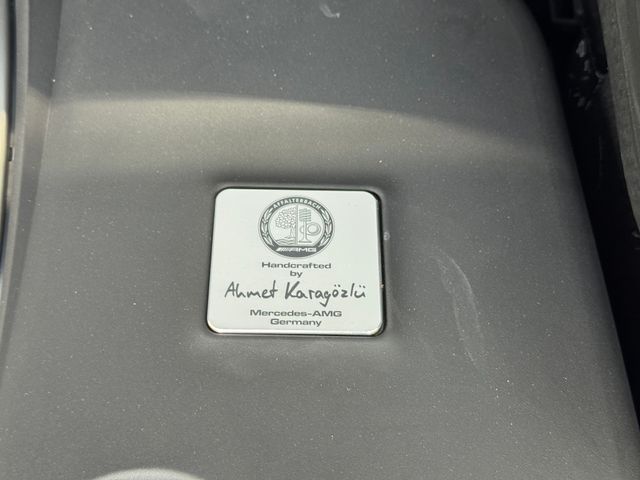 AFFALTERBACH
AMG
Handcrafted
by
Ahmet Karagözlü
Mercedes-AMG
Germany